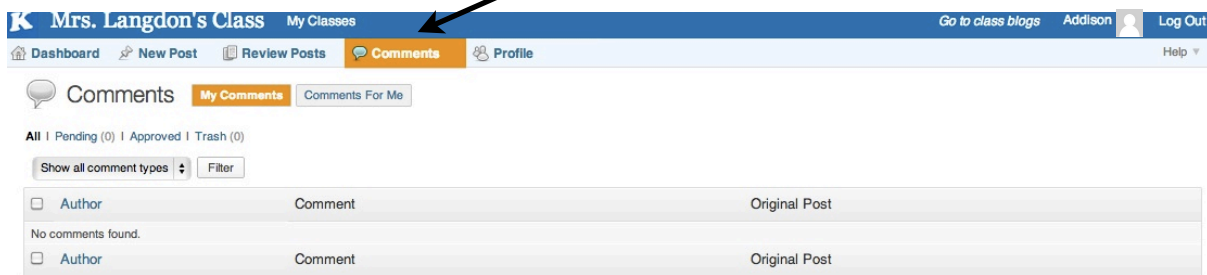 K Mrs. Langdon's Class My Classes Go to class blogs Addison Log Out
Dashboard New Post Review Posts Comments Profile Help
Comments My Comments Comments For Me
All | Pending (0) | Approved | Trash (0)
Show all comment types Filter
Author Comment Original Post
No comments found.
Author Comment Original Post